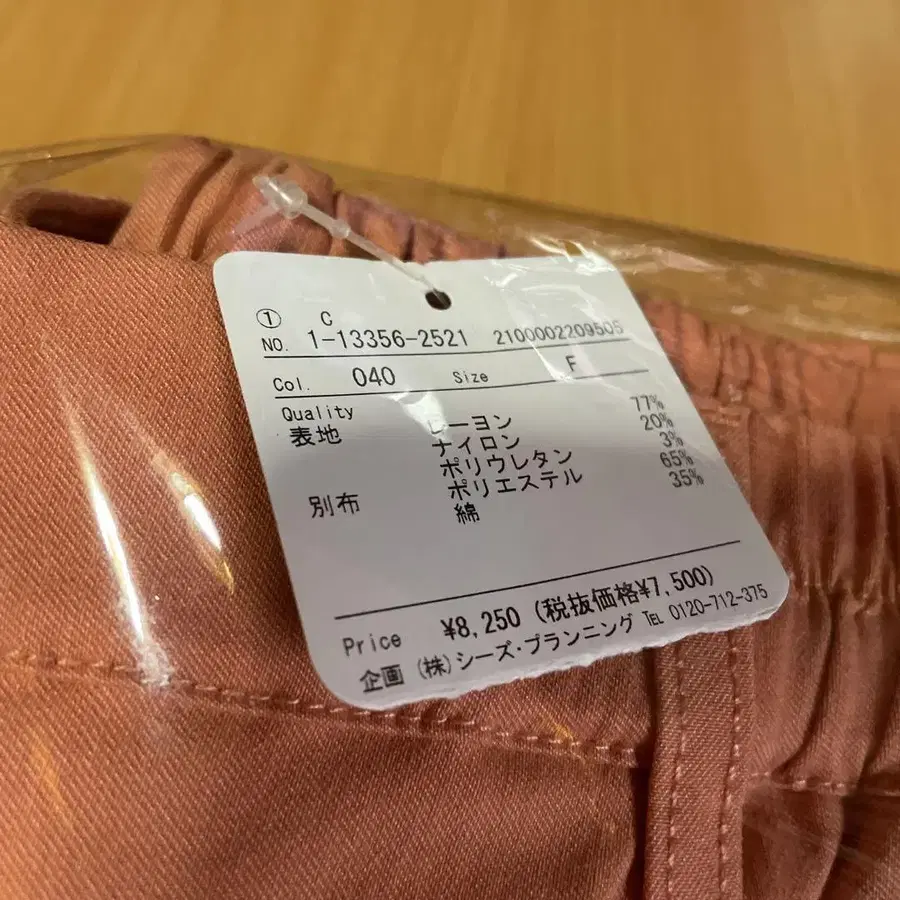 ① C
NO. 1-13356-2521 2100002209505
Col. 040 Size F
Quality
表地 レーヨン 77%
ナイロン 20%
ポリウレタン 3%
別布 ポリエステル 65%
綿 35%
Price ¥8,250 (税抜価格¥7,500)
企画 (株)シーズ・プランニング TEL 0120-712-375